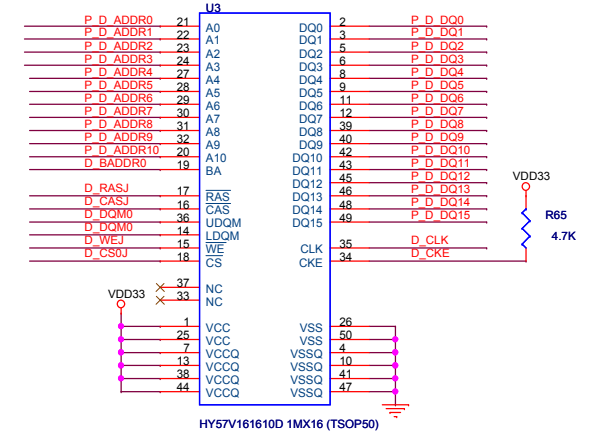 U3
P_D_ADDR0 21 A0 DQ0 2 P_D_DQ0
P_D_ADDR1 22 A1 DQ1 3 P_D_DQ1
P_D_ADDR2 23 A2 DQ2 5 P_D_DQ2
P_D_ADDR3 24 A3 DQ3 6 P_D_DQ3
P_D_ADDR4 27 A4 DQ4 8 P_D_DQ4
P_D_ADDR5 28 A5 DQ5 9 P_D_DQ5
P_D_ADDR6 29 A6 DQ6 11 P_D_DQ6
P_D_ADDR7 30 A7 DQ7 12 P_D_DQ7
P_D_ADDR8 31 A8 DQ8 39 P_D_DQ8
P_D_ADDR9 32 A9 DQ9 40 P_D_DQ9
P_D_ADDR10 20 A10 DQ10 42 P_D_DQ10
D_BADDR0 19 BA DQ11 43 P_D_DQ11
DQ12 45 P_D_DQ12
D_RASJ 17 RAS DQ13 46 P_D_DQ13
D_CASJ 16 CAS DQ14 48 P_D_DQ14
D_DQM0 36 UDQM DQ15 49 P_D_DQ15
D_DQM0 14 LDQM
D_WEJ 15 WE CLK 35 D_CLK
D_CS0J 18 CS CKE 34 D_CKE
VDD33
R65
4.7K
37 NC
33 NC
VDD33
1 VCC VSS 26
25 VCC VSS 50
7 VCCQ VSSQ 4
13 VCCQ VSSQ 10
38 VCCQ VSSQ 41
44 VCCQ VSSQ 47
HY57V161610D 1MX16 (TSOP50)